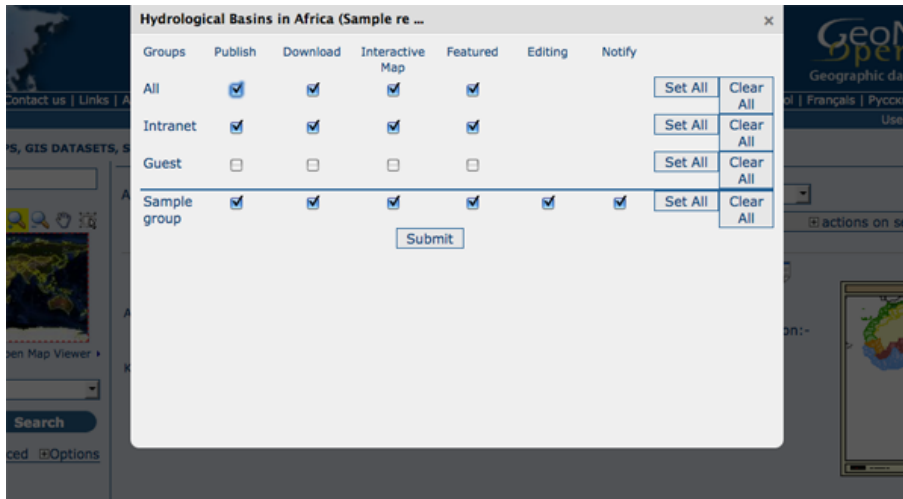 Hydrological Basins in Africa (Sample re ...
Groups Publish Download Interactive Map Featured Editing Notify
All Set All Clear All
Intranet Set All Clear All
Guest Set All Clear All
Sample group Set All Clear All
Submit
Geographic da
Contact us | Links | A
ol | Français | Русск
Use
PS, GIS DATASETS, S
actions on s
on:-
pen Map Viewer
Search
ced Options